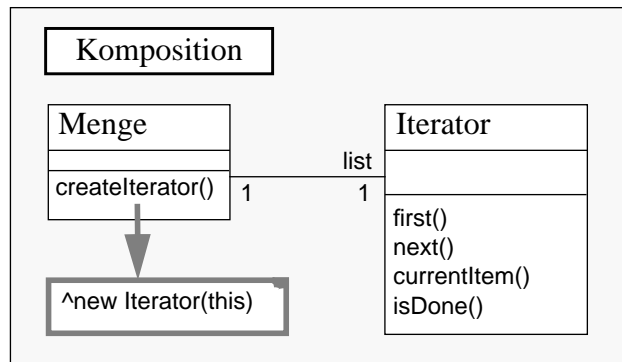 Komposition
Menge
createIterator()
^new Iterator(this)
1
list
1
Iterator
first()
next()
currentItem()
isDone()